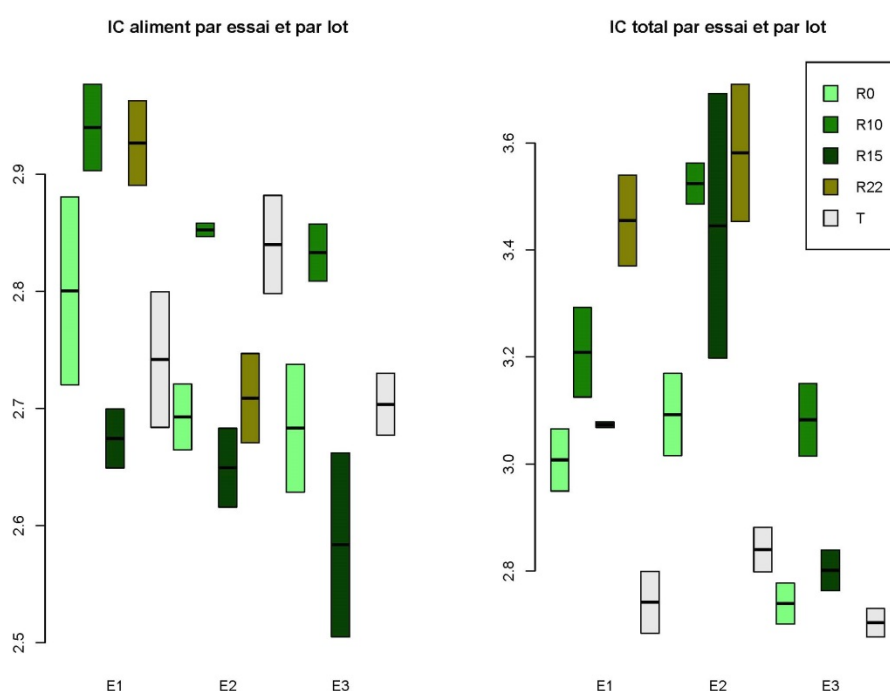 IC aliment par essai et par lot
2.9
2.8
2.7
2.6
2.5
E1 E2 E3
IC total par essai et par lot
3.6
3.4
3.2
3.0
2.8
E1 E2 E3
R0
R10
R15
R22
T